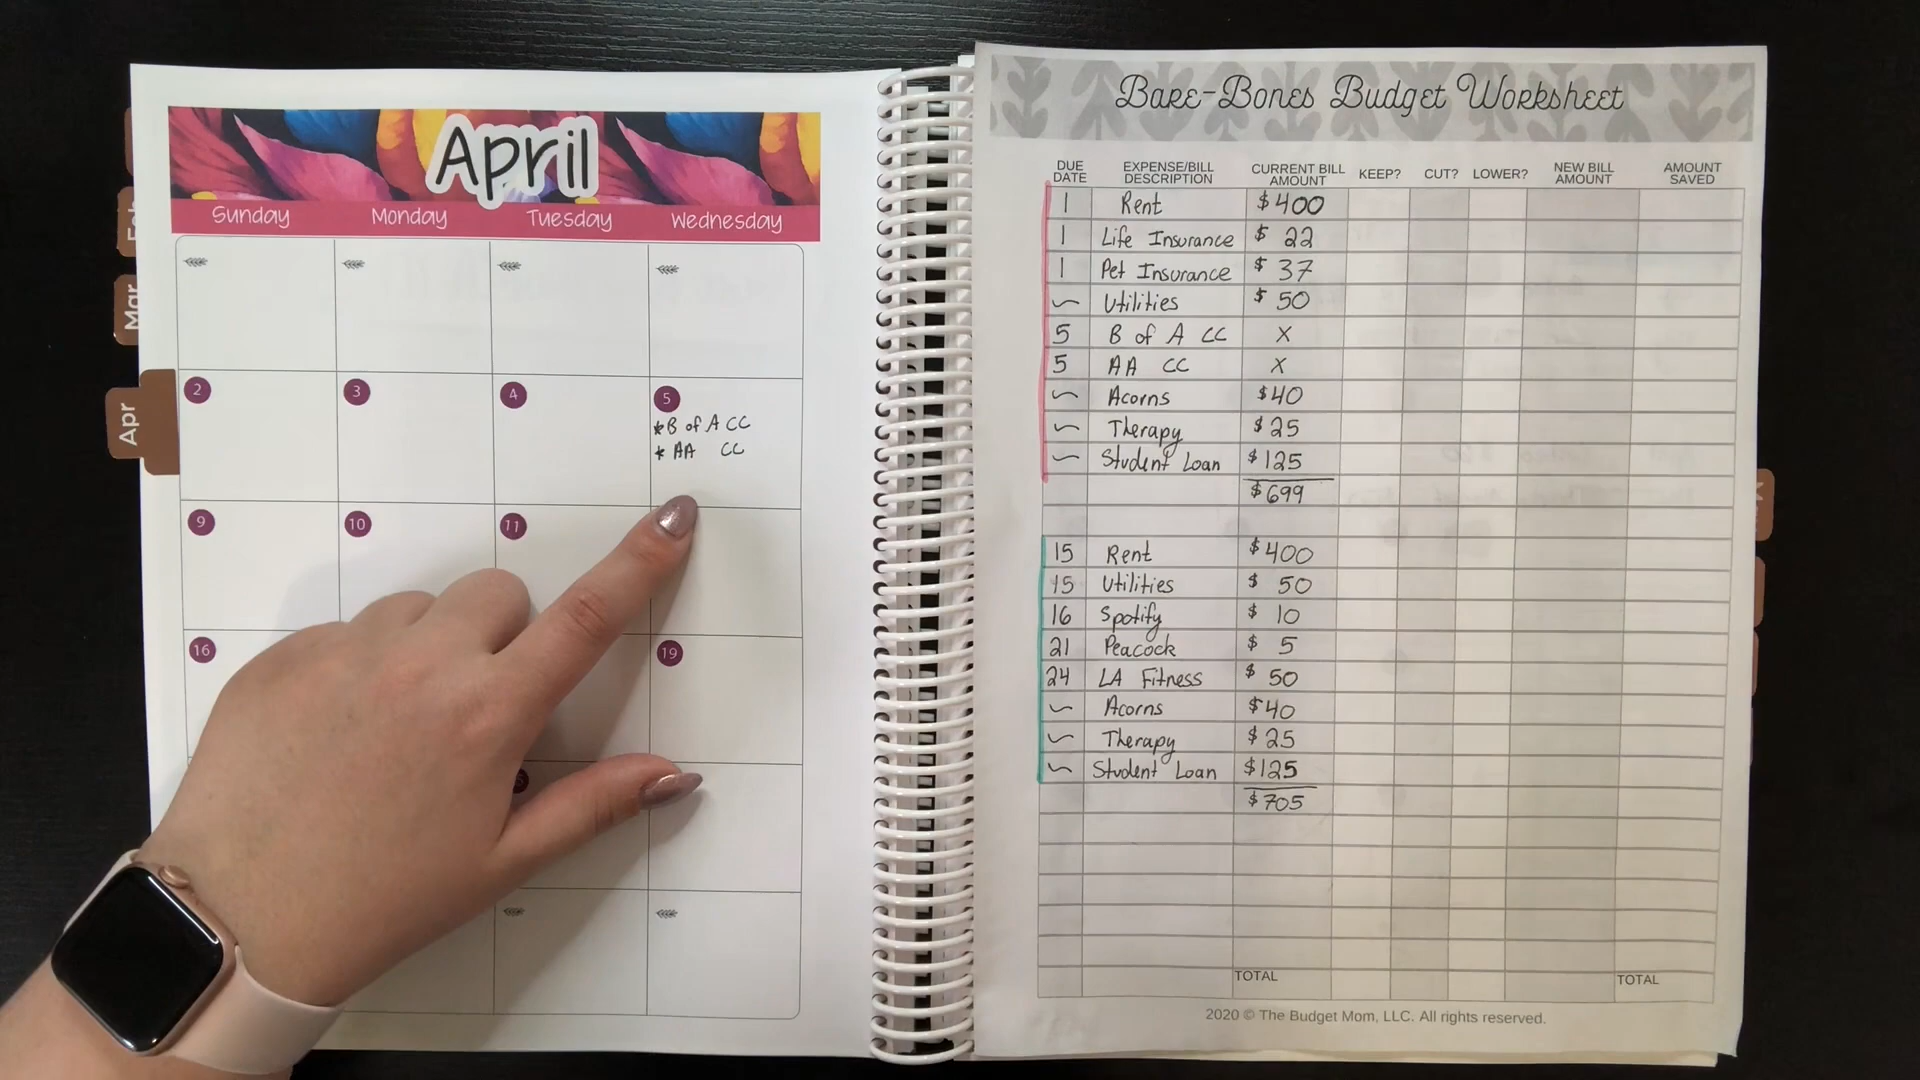 April
Sunday Monday Tuesday Wednesday
Mar
Apr
2 3 4 5
*B of A CC
*AA CC
9 10 11
16 19
Bare-Bones Budget Worksheet
DUE DATE EXPENSE/BILL DESCRIPTION CURRENT BILL AMOUNT KEEP? CUT? LOWER? NEW BILL AMOUNT AMOUNT SAVED
1 Rent $400
1 Life Insurance $ 22
1 Pet Insurance $ 37
~ Utilities $ 50
5 B of A CC X
5 AA CC X
~ Acorns $40
~ Therapy $25
~ Student Loan $125
$699
15 Rent $400
15 Utilities $ 50
16 Spotify $ 10
21 Peacock $ 5
24 LA Fitness $ 50
~ Acorns $40
~ Therapy $25
~ Student Loan $125
$705
TOTAL TOTAL
2020 © The Budget Mom, LLC. All rights reserved.